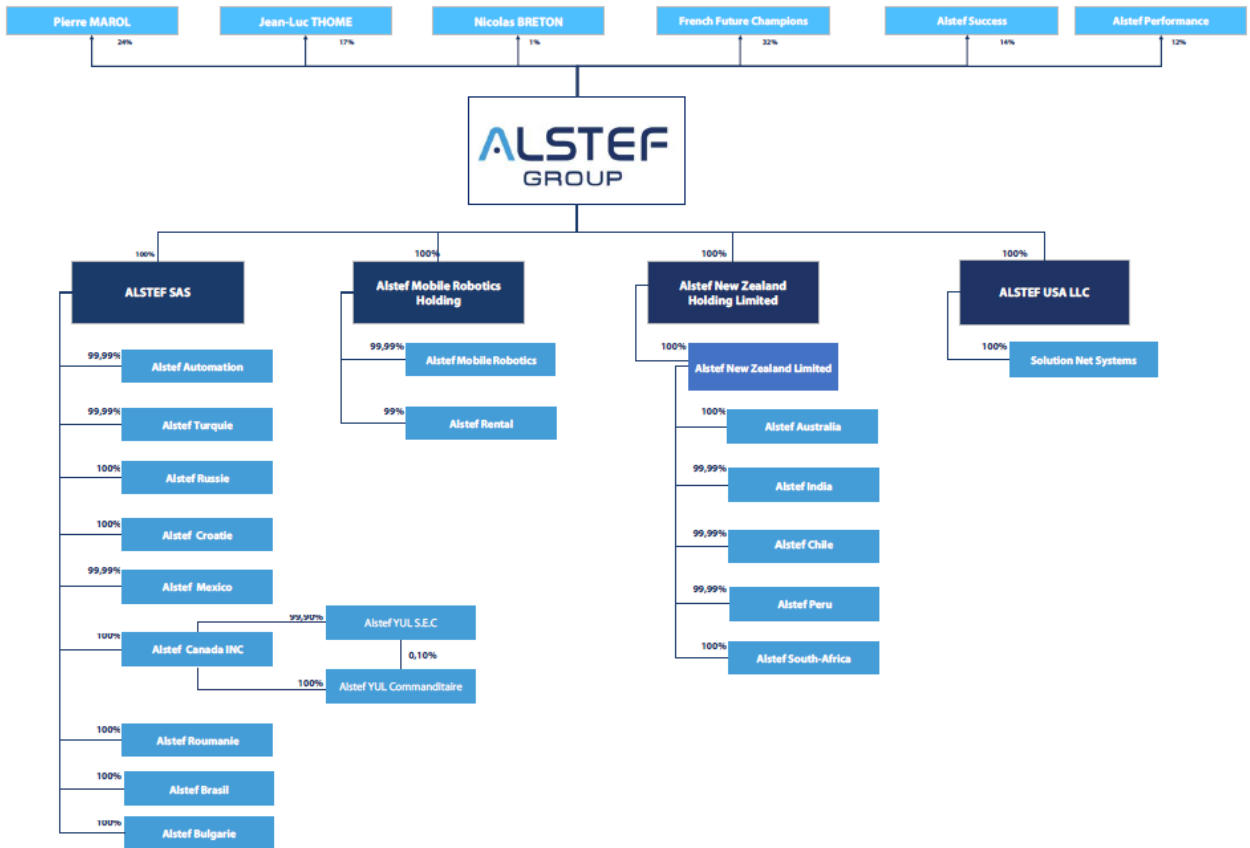 Pierre MAROL
Jean-Luc THOME
Nicolas BRETON
French Future Champions
Alstef Success
Alstef Performance
24%
17%
1%
32%
14%
12%
ALSTEF
GROUP
100%
100%
100%
100%
ALSTEF SAS
Alstef Mobile Robotics
Holding
Alstef New Zealand
Holding Limited
ALSTEF USA LLC
99,99%
Alstef Automation
99,99%
Alstef Turquie
100%
Alstef Russie
100%
Alstef Croatie
99,99%
Alstef Mexico
100%
Alstef Canada INC
99,90%
Alstef YUL S.E.C
0,10%
100%
Alstef YUL Commanditaire
100%
Alstef Roumanie
100%
Alstef Brasil
100%
Alstef Bulgarie
99,99%
Alstef Mobile Robotics
99%
Alstef Rental
100%
Alstef New Zealand Limited
100%
Alstef Australia
99,99%
Alstef India
99,99%
Alstef Chile
99,99%
Alstef Peru
100%
Alstef South-Africa
100%
Solution Net Systems